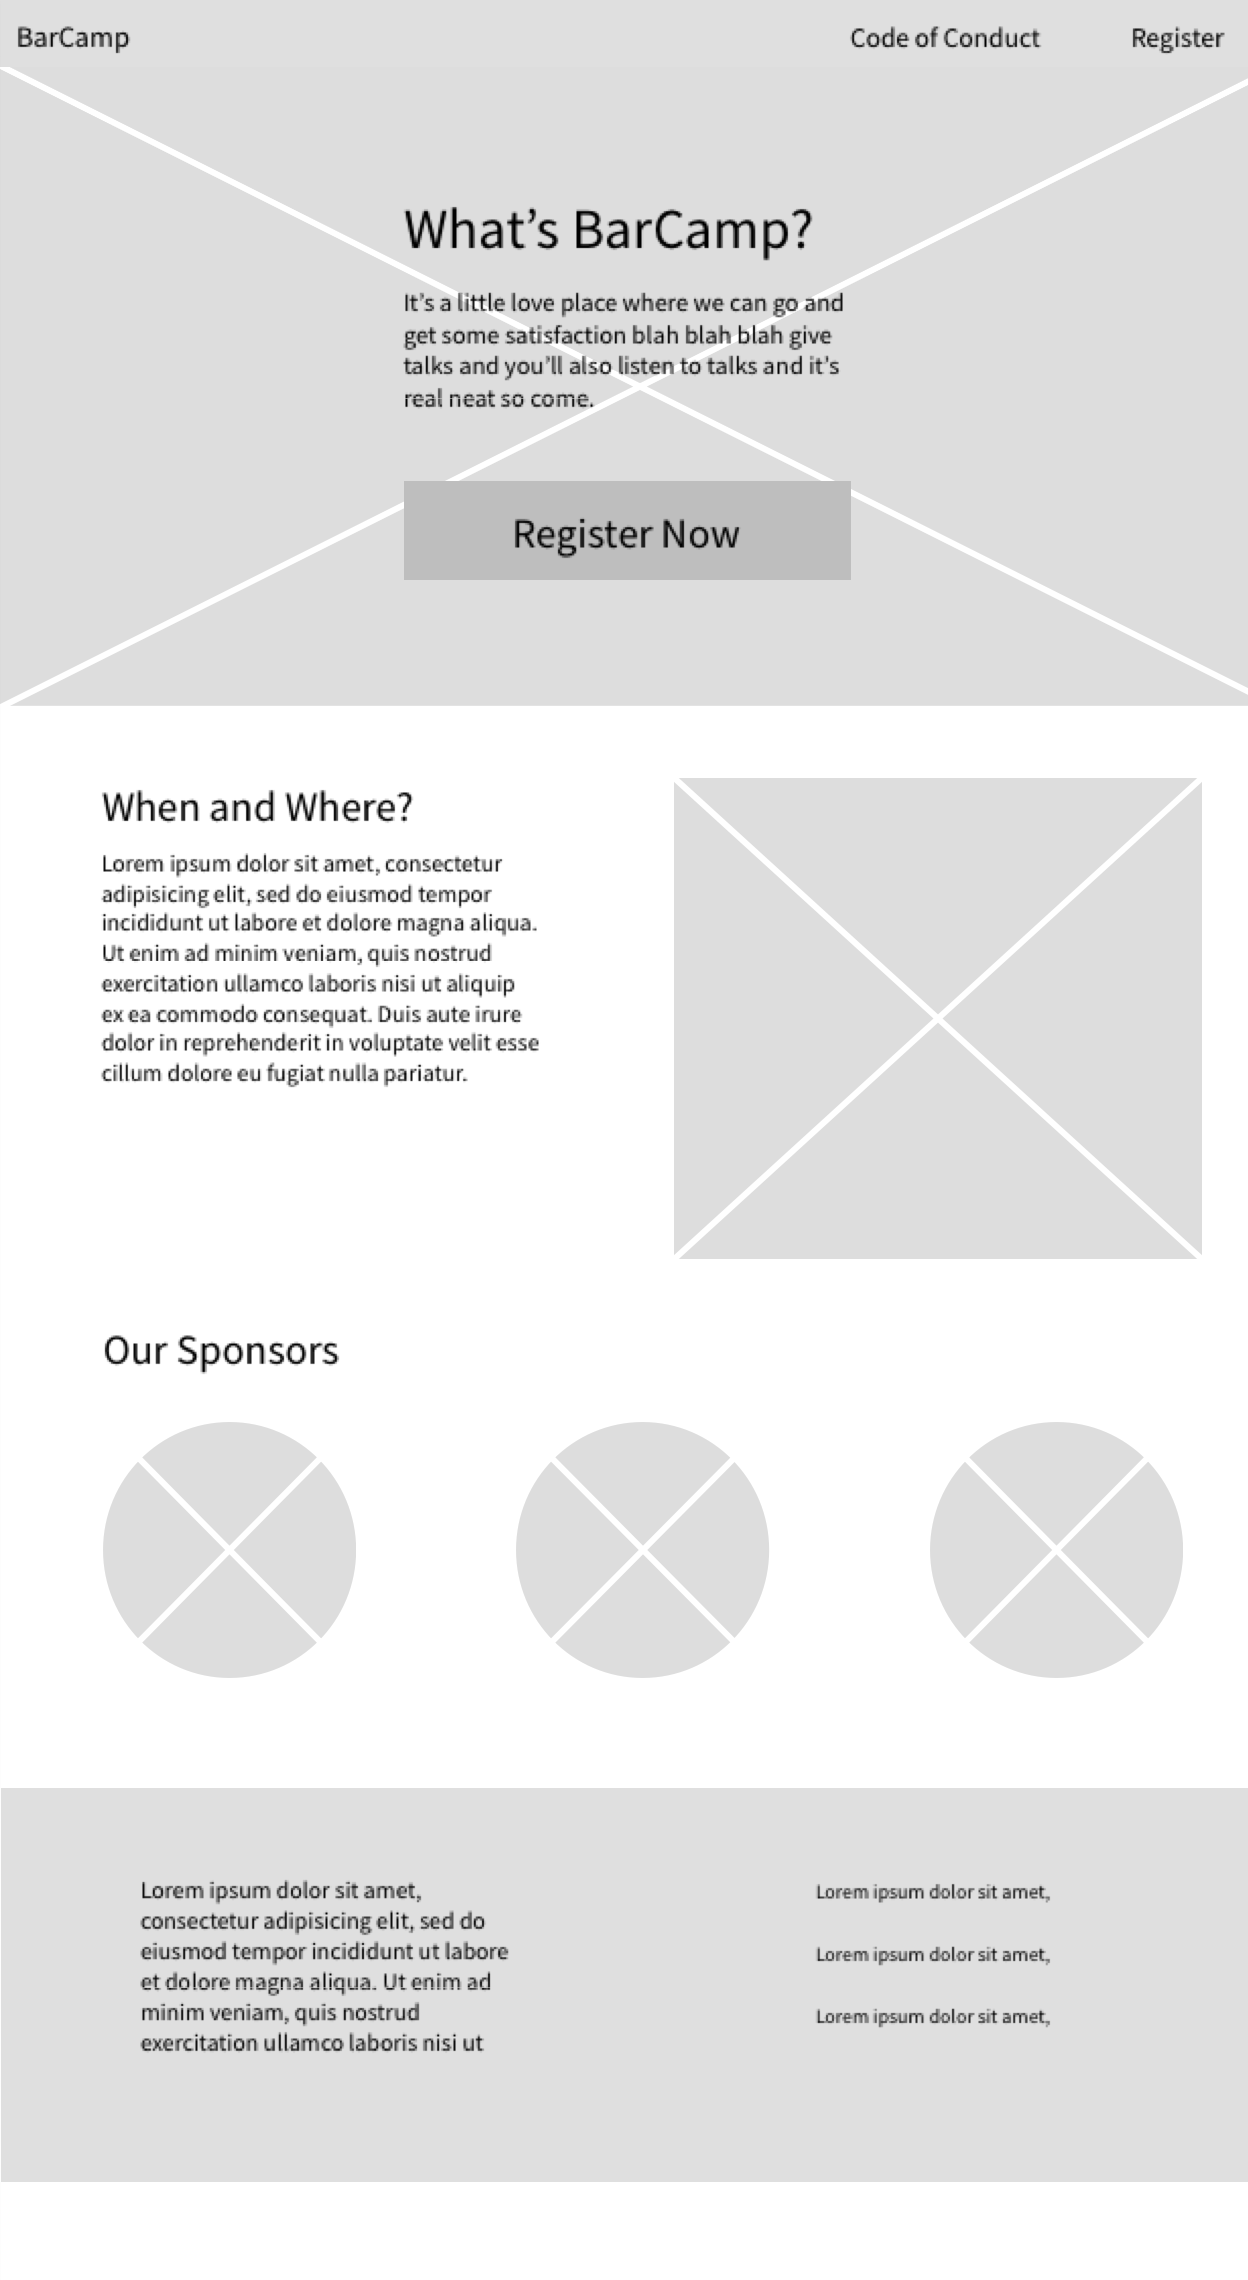 BarCamp
Code of Conduct
Register
What’s BarCamp?
It’s a little love place where we can go and
get some satisfaction blah blah blah give
talks and you’ll also listen to talks and it’s
real neat so come.
Register Now
When and Where?
Lorem ipsum dolor sit amet, consectetur
adipisicing elit, sed do eiusmod tempor
incididunt ut labore et dolore magna aliqua.
Ut enim ad minim veniam, quis nostrud
exercitation ullamco laboris nisi ut aliquip
ex ea commodo consequat. Duis aute irure
dolor in reprehenderit in voluptate velit esse
cillum dolore eu fugiat nulla pariatur.
Our Sponsors
Lorem ipsum dolor sit amet,
consectetur adipisicing elit, sed do
eiusmod tempor incididunt ut labore
et dolore magna aliqua. Ut enim ad
minim veniam, quis nostrud
exercitation ullamco laboris nisi ut
Lorem ipsum dolor sit amet,
Lorem ipsum dolor sit amet,
Lorem ipsum dolor sit amet,